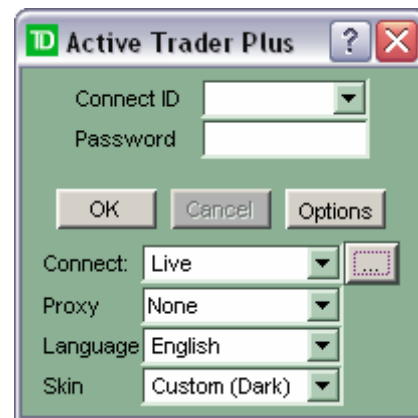 TD Active Trader Plus ?
Connect ID
Password
OK Cancel Options
Connect: Live ...
Proxy None
Language English
Skin Custom (Dark)